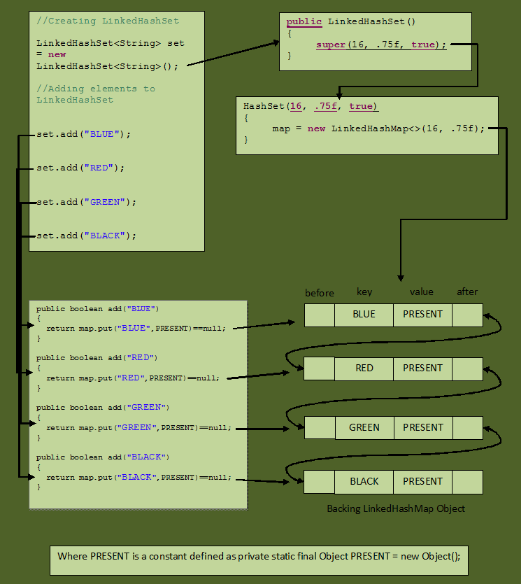 //Creating LinkedHashSet
LinkedHashSet<String> set
= new
LinkedHashSet<String>();
//Adding elements to
LinkedHashSet
set.add("BLUE");
set.add("RED");
set.add("GREEN");
set.add("BLACK");
public LinkedHashSet()
{
super(16, .75f, true);
}
HashSet(16, .75f, true)
{
map = new LinkedHashMap<>(16, .75f);
}
public boolean add("BLUE")
{
return map.put("BLUE",PRESENT)==null;
}
public boolean add("RED")
{
return map.put("RED",PRESENT)==null;
}
public boolean add("GREEN")
{
return map.put("GREEN",PRESENT)==null;
}
public boolean add("BLACK")
{
return map.put("BLACK",PRESENT)==null;
}
before key value after
BLUE PRESENT
RED PRESENT
GREEN PRESENT
BLACK PRESENT
Backing LinkedHashMap Object
Where PRESENT is a constant defined as private static final Object PRESENT = new Object();